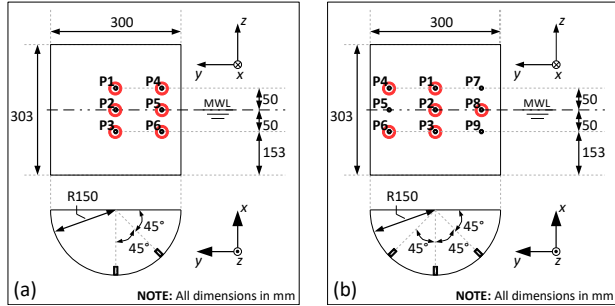 300
z
y
x
P1
P4
303
P2
P5
MWL
50
50
P3
P6
153
R150
x
45°
45°
y
z
(a)
NOTE: All dimensions in mm
300
z
y
x
P4
P1
P7
303
P5
P2
P8
MWL
50
50
P6
P3
P9
153
R150
x
45°
45°
45°
y
z
(b)
NOTE: All dimensions in mm